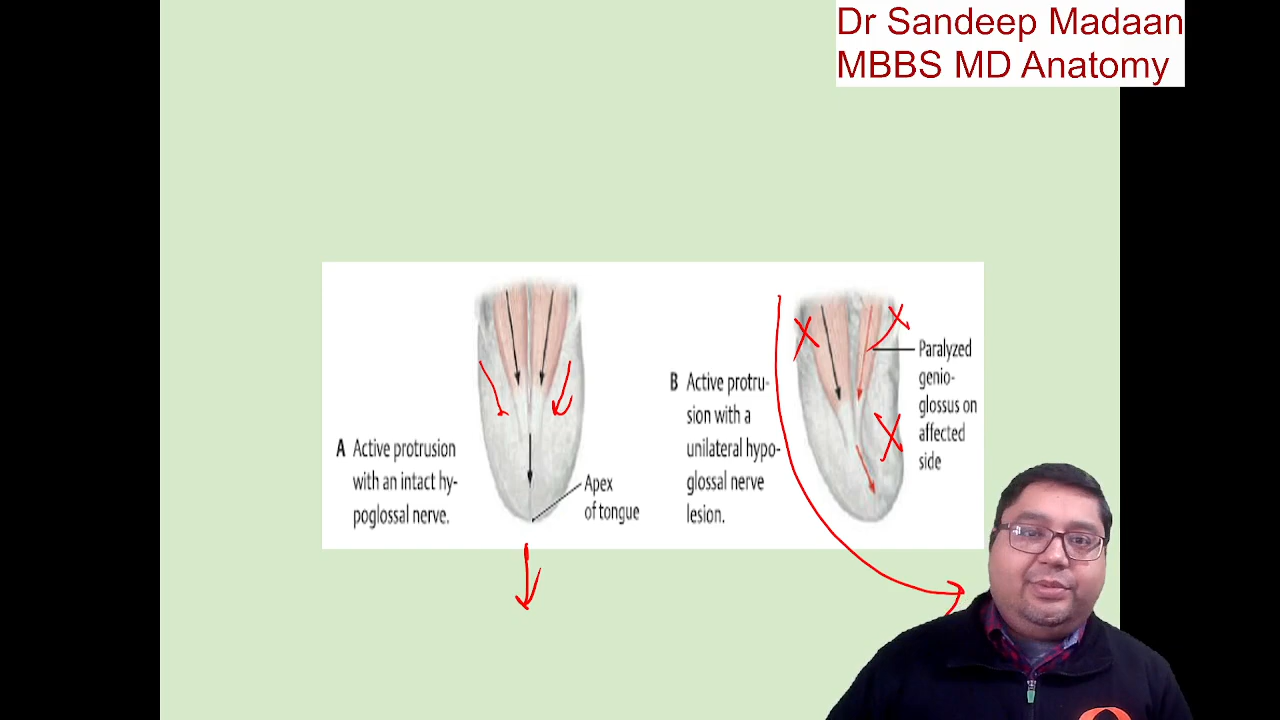 Dr Sandeep Madaan
MBBS MD Anatomy
A Active protrusion
with an intact hy-
poglossal nerve.
Apex
of tongue
B Active protru-
sion with a
unilateral hypo-
glossal nerve
lesion.
Paralyzed
genio-
glossus on
affected
side